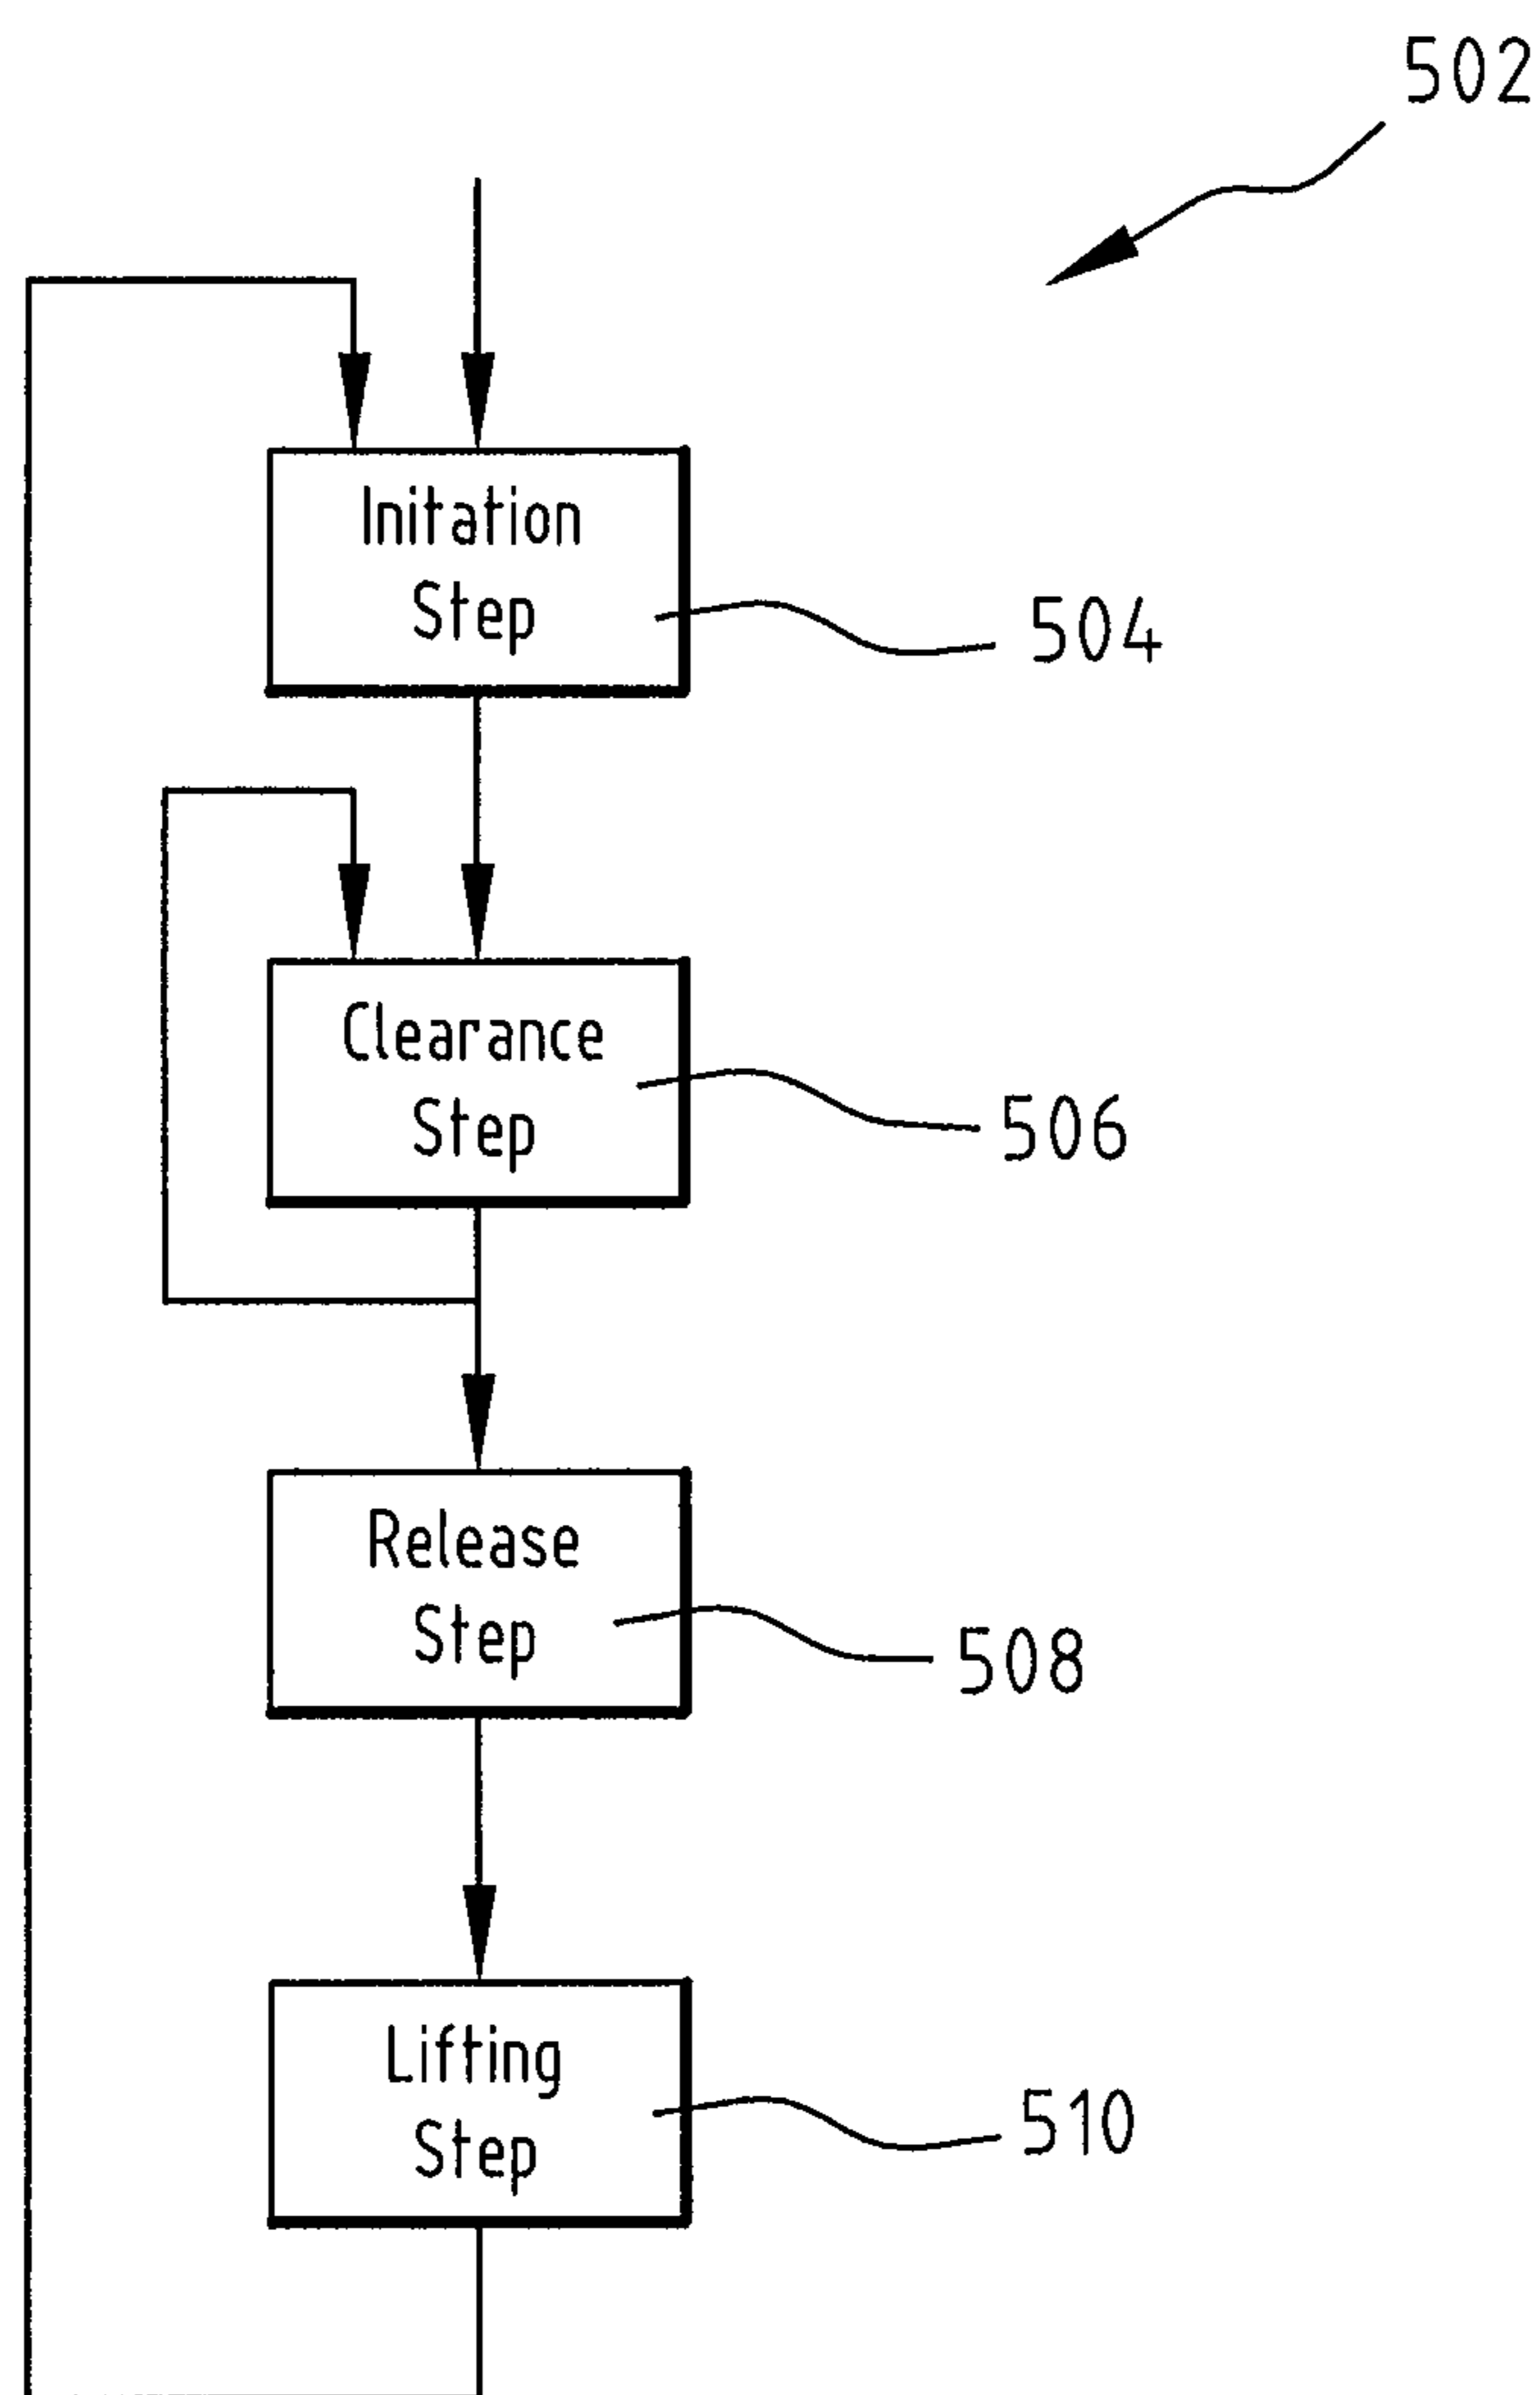 502
Initation
Step
504
Clearance
Step
506
Release
Step
508
Lifting
Step
510